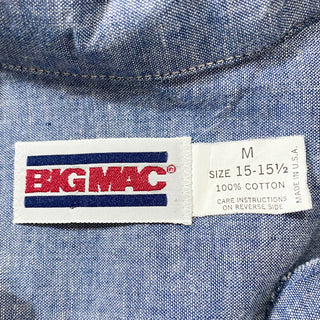 BIG MAC®
M
SIZE 15-15½
100% COTTON
CARE INSTRUCTIONS
ON REVERSE SIDE
MADE IN U.S.A.